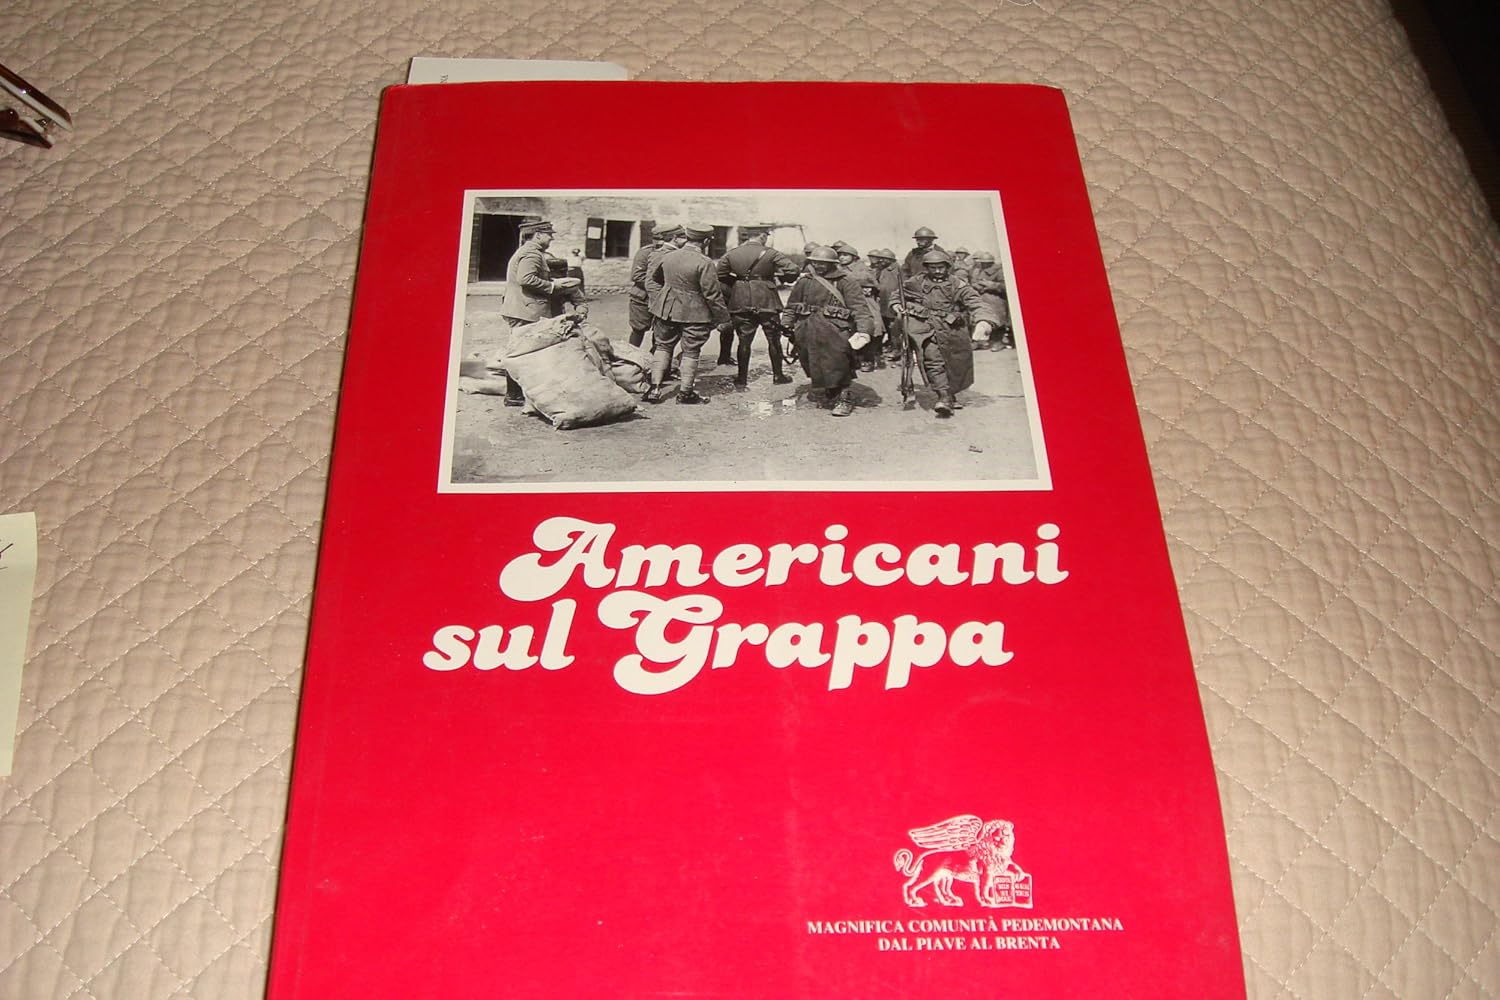 Americani
sul Grappa
MAGNIFICA COMUNITÀ PEDEMONTANA
DAL PIAVE AL BRENTA